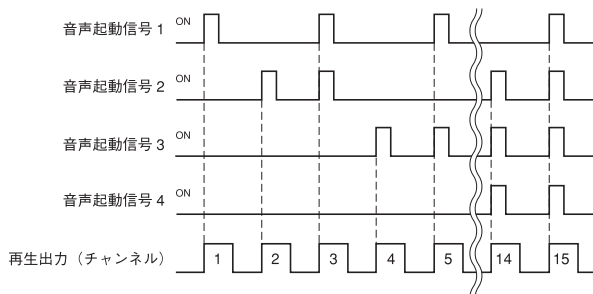 音声起動信号1 ON
音声起動信号2 ON
音声起動信号3 ON
音声起動信号4 ON
再生出力（チャンネル） 1 2 3 4 5 14 15